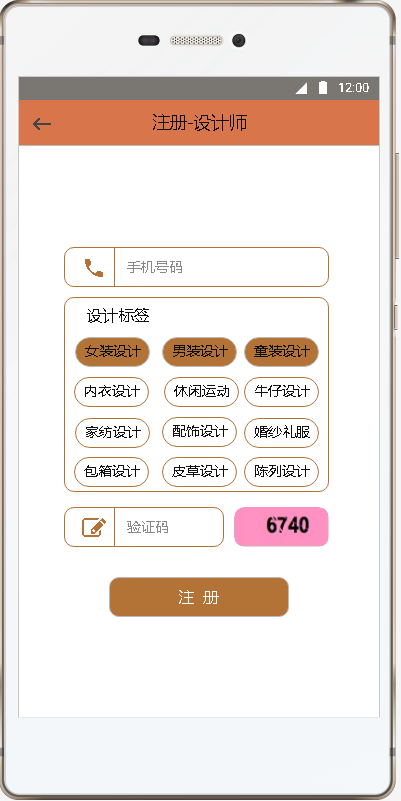 12:00
注册-设计师
手机号码
设计标签
女装设计 男装设计 童装设计
内衣设计 休闲运动 牛仔设计
家纺设计 配饰设计 婚纱礼服
包箱设计 皮草设计 陈列设计
验证码 6740
注 册